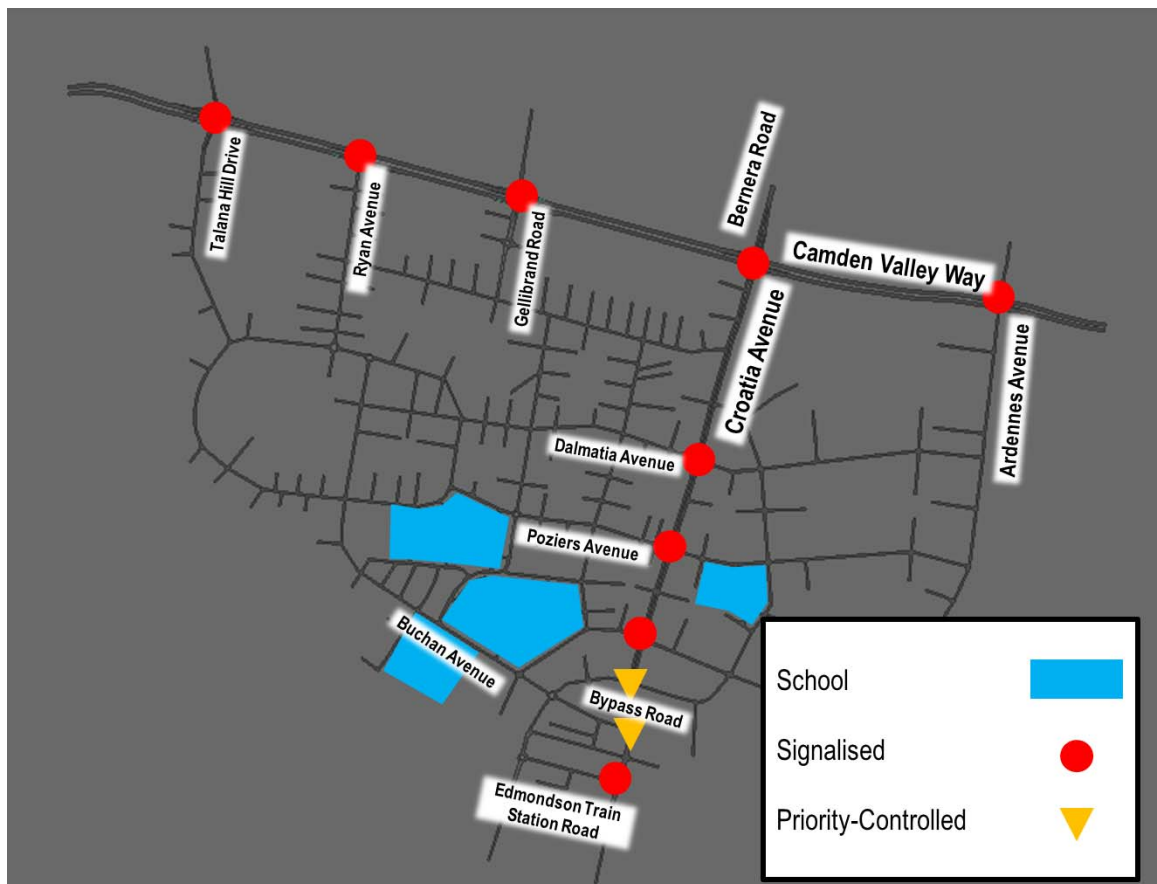 Bernera Road
Talana Hill Drive
Ryan Avenue
Gellibrand Road
Camden Valley Way
Croatia Avenue
Ardennes Avenue
Dalmatia Avenue
Poziers Avenue
Buchan Avenue
Bypass Road
Edmondson Train
Station Road
School
Signalised
Priority-Controlled